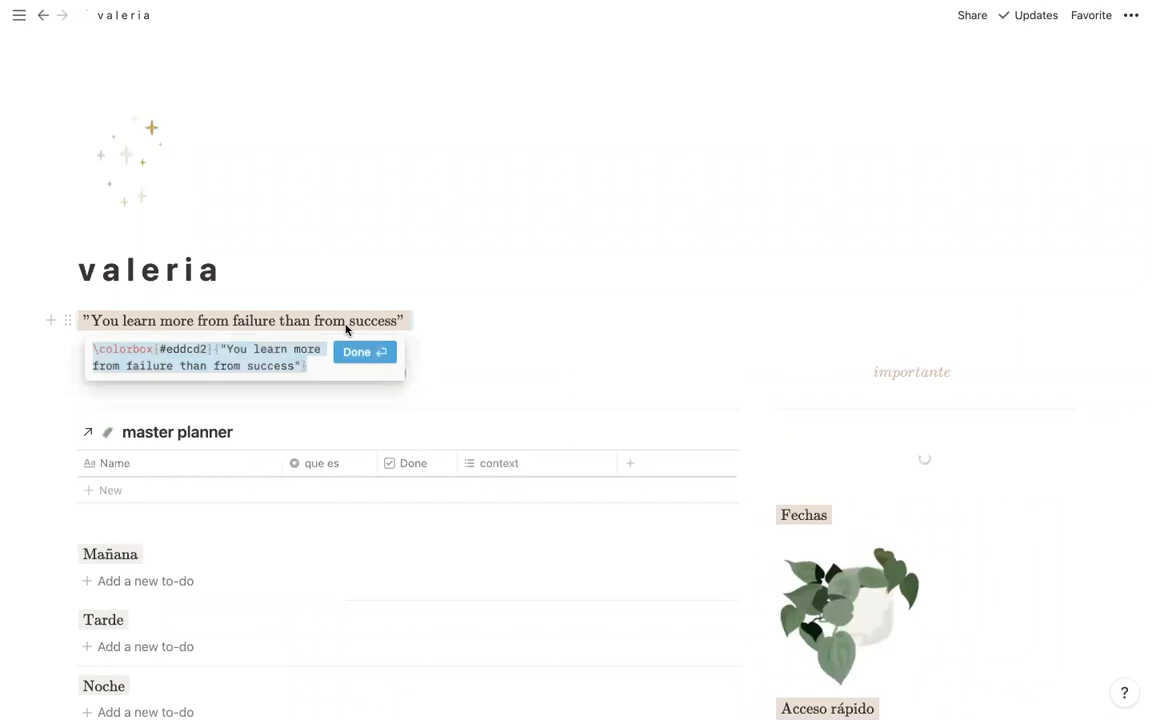 valeria
Share
Updates
Favorite
valeria
"You learn more from failure than from success"
\colorbox{#eddcd2}{"You learn more
from failure than from success"}
Done
importante
master planner
Aa Name
que es
Done
context
+
+ New
Fechas
Mañana
+ Add a new to-do
Tarde
+ Add a new to-do
Noche
+ Add a new to-do
Acceso rápido
?